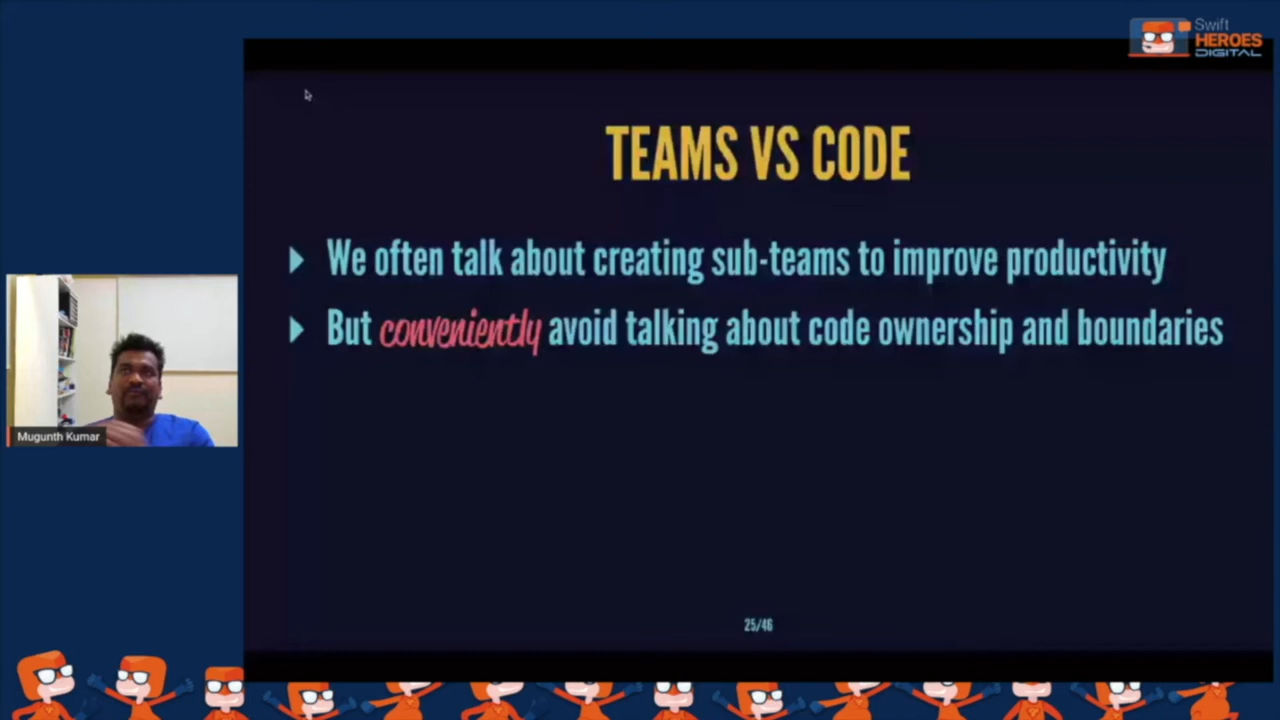 Swift
HEROES
DIGITAL
TEAMS VS CODE
We often talk about creating sub-teams to improve productivity
But conveniently avoid talking about code ownership and boundaries
Mugunth Kumar
25/46